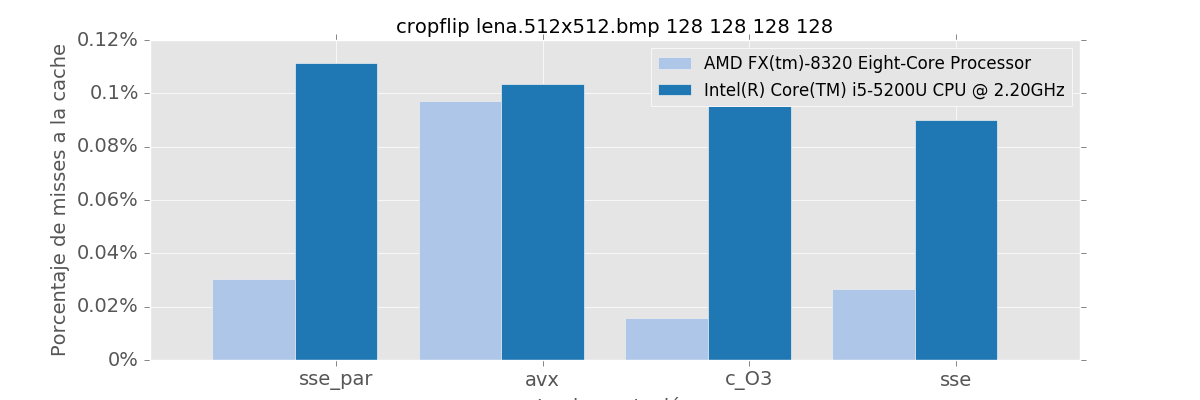 cropflip lena.512x512.bmp 128 128 128 128
Porcentaje de misses a la cache
0.12%
0.1%
0.08%
0.06%
0.04%
0.02%
0%
AMD FX(tm)-8320 Eight-Core Processor
Intel(R) Core(TM) i5-5200U CPU @ 2.20GHz
sse_par avx c_O3 sse